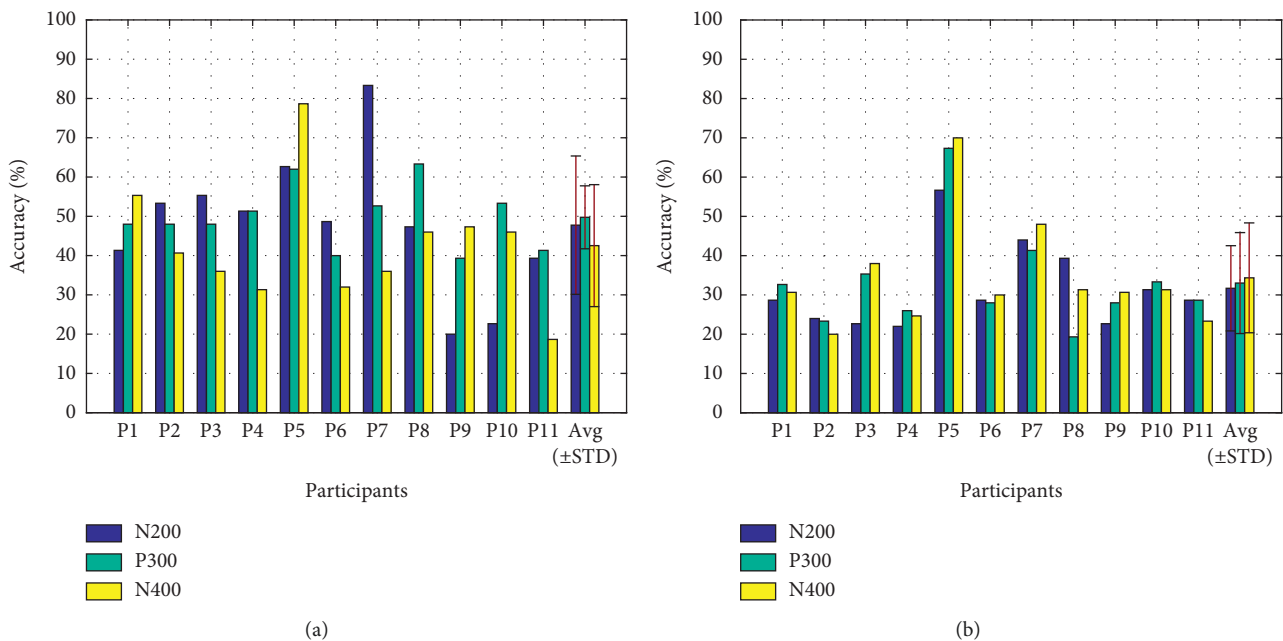 100
90
80
70
60
50
40
30
20
10
0
Accuracy (%)
P1 P2 P3 P4 P5 P6 P7 P8 P9 P10 P11 Avg
(±STD)
Participants
N200
P300
N400
(a)
100
90
80
70
60
50
40
30
20
10
0
Accuracy (%)
P1 P2 P3 P4 P5 P6 P7 P8 P9 P10 P11 Avg
(±STD)
Participants
N200
P300
N400
(b)